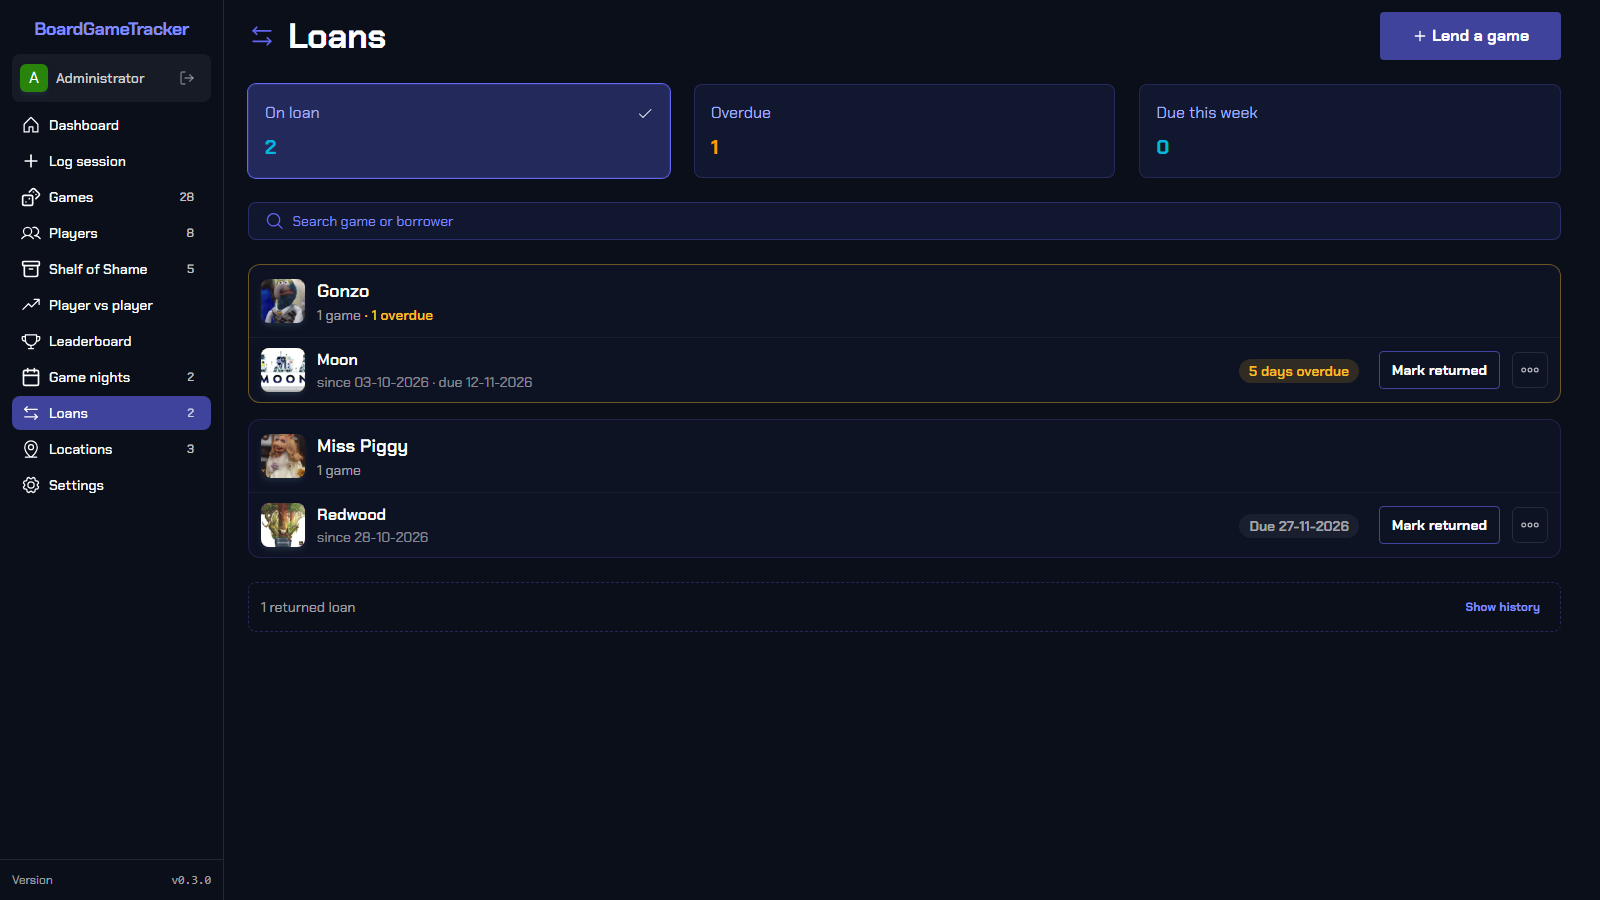 BoardGameTracker
A Administrator
Dashboard
Log session
Games 28
Players 8
Shelf of Shame 5
Player vs player
Leaderboard
Game nights 2
Loans 2
Locations 3
Settings
Version v0.3.0
Loans
+ Lend a game
On loan
2
Overdue
1
Due this week
0
Search game or borrower
Gonzo
1 game · 1 overdue
MOON
Moon
since 03-10-2026 · due 12-11-2026
5 days overdue
Mark returned
Miss Piggy
1 game
Redwood
since 28-10-2026
Due 27-11-2026
Mark returned
1 returned loan
Show history